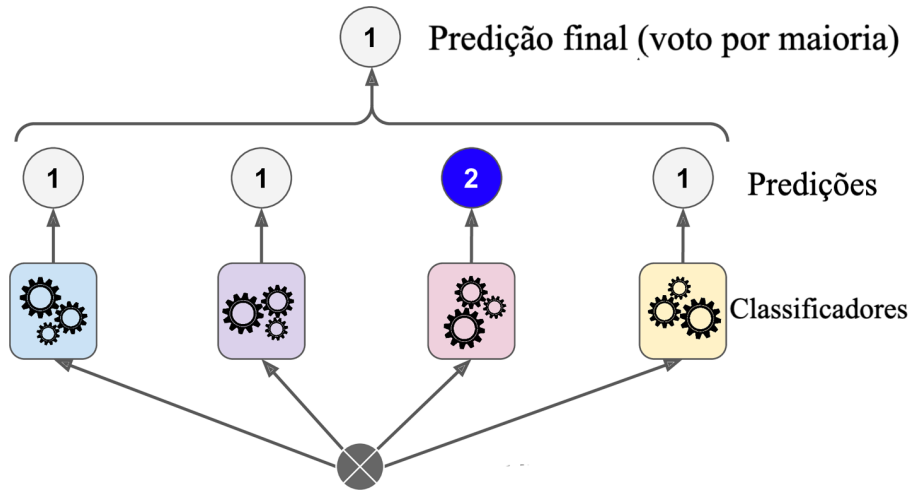 1 Predição final (voto por maioria)
1 1 2 1 Predições
Classificadores